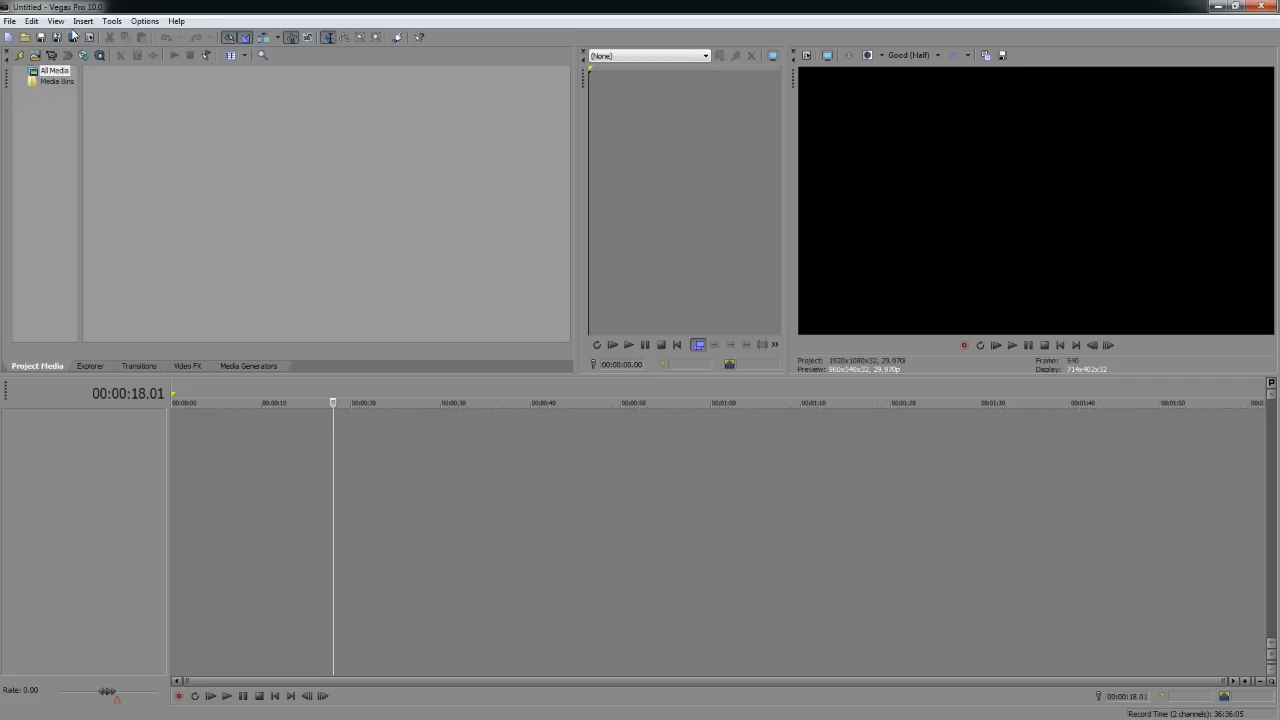 Untitled - Vegas Pro 10.0
File Edit View Insert Tools Options Help
All Media
Media Bins
(None)
Good (Half)
Project Media Explorer Transitions Video FX Media Generators
00:00:00.00
Project: 1920x1080x32, 29.970i
Preview: 960x540x32, 29.970p
Frame: 540
Display: 714x402x32
00:00:18.01
00:00:00 00:00:10 00:00:20 00:00:30 00:00:40 00:00:50 00:01:00 00:01:10 00:01:20 00:01:30 00:01:40 00:01:50 00:0
Rate: 0.00
00:00:18.01
Record Time (2 channels): 36:36:05